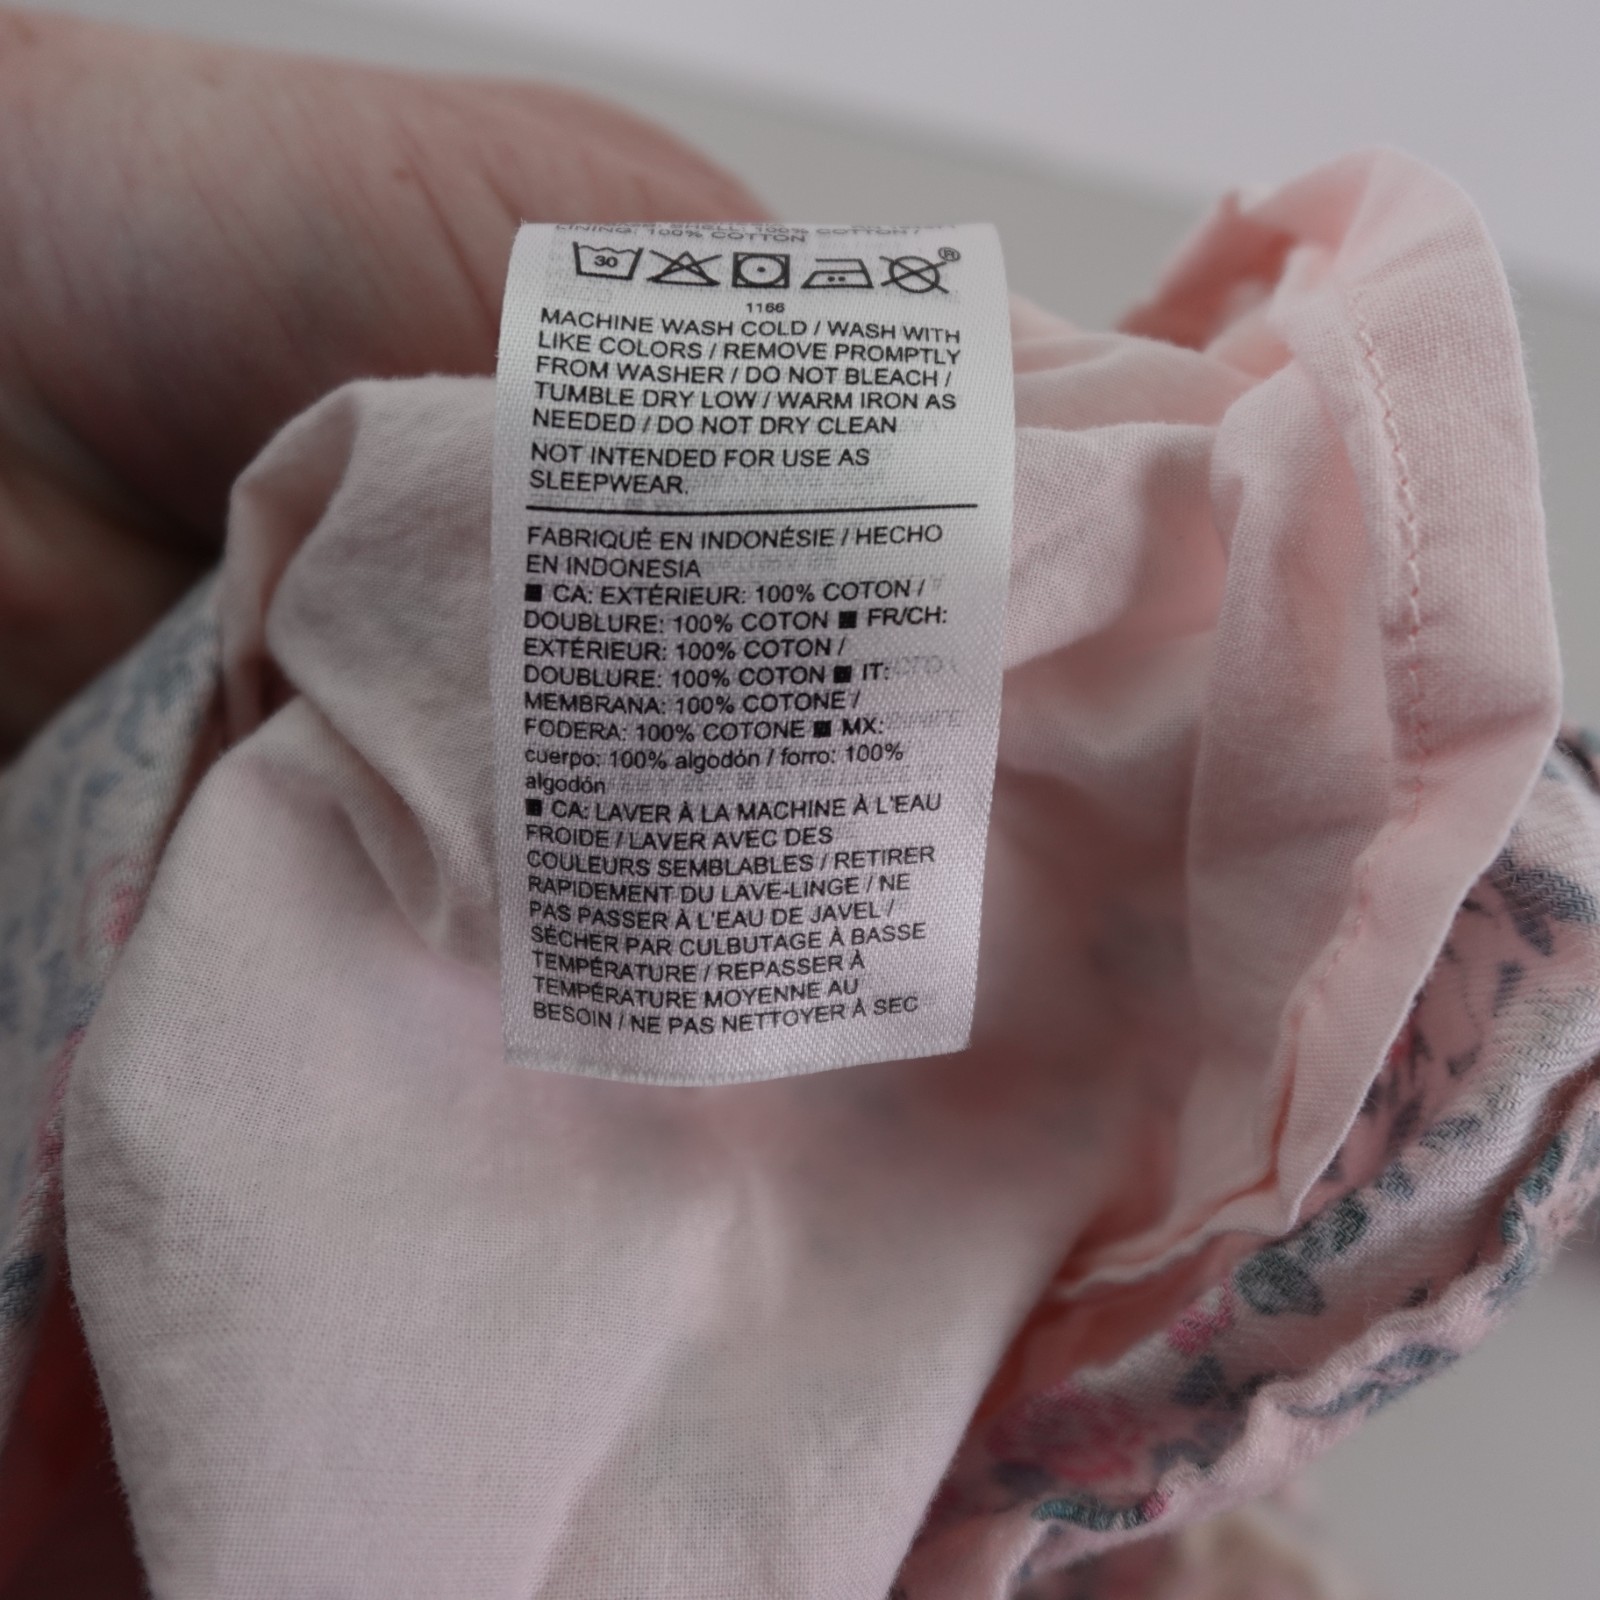 SHELL: 100% COTTON /
LINING: 100% COTTON
30
®
1166
MACHINE WASH COLD / WASH WITH
LIKE COLORS / REMOVE PROMPTLY
FROM WASHER / DO NOT BLEACH /
TUMBLE DRY LOW / WARM IRON AS
NEEDED / DO NOT DRY CLEAN
NOT INTENDED FOR USE AS
SLEEPWEAR.
FABRIQUÉ EN INDONÉSIE / HECHO
EN INDONESIA
■ CA: EXTÉRIEUR: 100% COTON /
DOUBLURE: 100% COTON ■ FR/CH:
EXTÉRIEUR: 100% COTON /
DOUBLURE: 100% COTON ■ IT:
MEMBRANA: 100% COTONE /
FODERA: 100% COTONE ■ MX:
cuerpo: 100% algodón / forro: 100%
algodón
■ CA: LAVER À LA MACHINE À L'EAU
FROIDE / LAVER AVEC DES
COULEURS SEMBLABLES / RETIRER
RAPIDEMENT DU LAVE-LINGE / NE
PAS PASSER À L'EAU DE JAVEL /
SÉCHER PAR CULBUTAGE À BASSE
TEMPÉRATURE / REPASSER À
TEMPÉRATURE MOYENNE AU
BESOIN / NE PAS NETTOYER À SEC